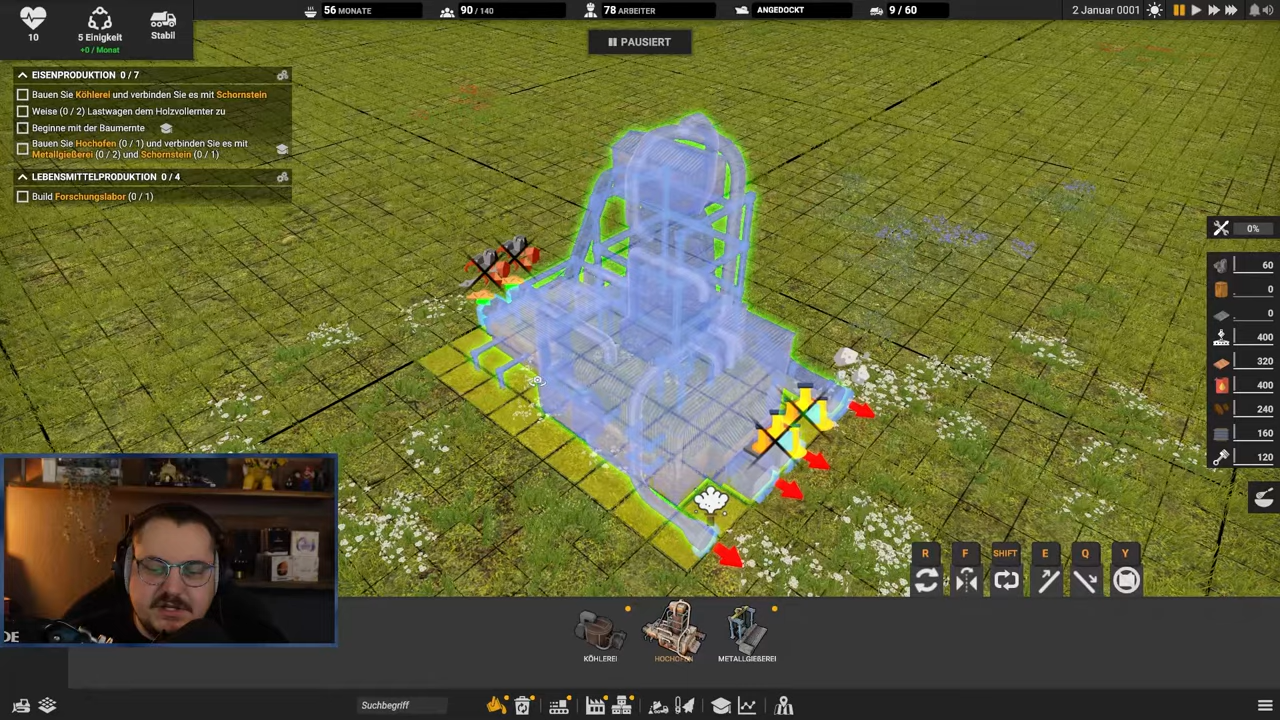 56 MONATE
90 / 140
78 ARBEITER
ANGEDOCKT
9 / 60
2 Januar 0001
10
5 Einigkeit
+0 / Monat
Stabil
PAUSIERT
EISENPRODUKTION 0 / 7
Bauen Sie Köhlerei und verbinden Sie es mit Schornstein
Weise (0 / 2) Lastwagen dem Holzvollernter zu
Beginne mit der Baumernte
Bauen Sie Hochofen (0 / 1) und verbinden Sie es mit
Metallgießerei (0 / 2) und Schornstein (0 / 1)
LEBENSMITTELPRODUKTION 0 / 4
Build Forschungslabor (0 / 1)
0%
60
0
0
400
320
400
240
160
120
R F SHIFT E Q Y
KÖHLEREI
HOCHOFEN
METALLGIEßEREI
DE
Suchbegriff